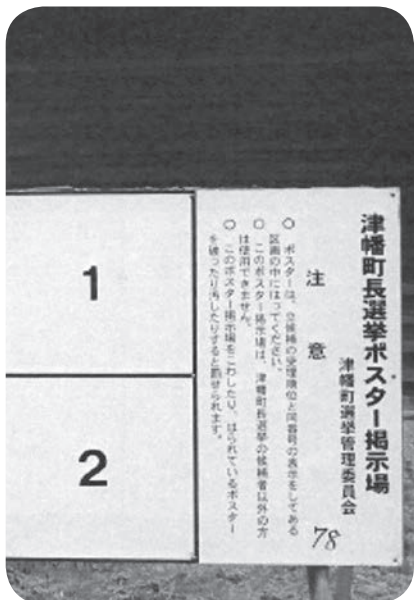 津幡町長選挙ポスター掲示場
津幡町選挙管理委員会
注意
○ ポスターは、立候補の受理順位と同番号の表示をしてある
区画の中にはってください。
○ このポスター掲示場は、津幡町長選挙の候補者以外の方
は使用できません。
○ このポスター掲示場をこわしたり、はられているポスター
を破ったり汚したりすると罰せられます。
78
1
2